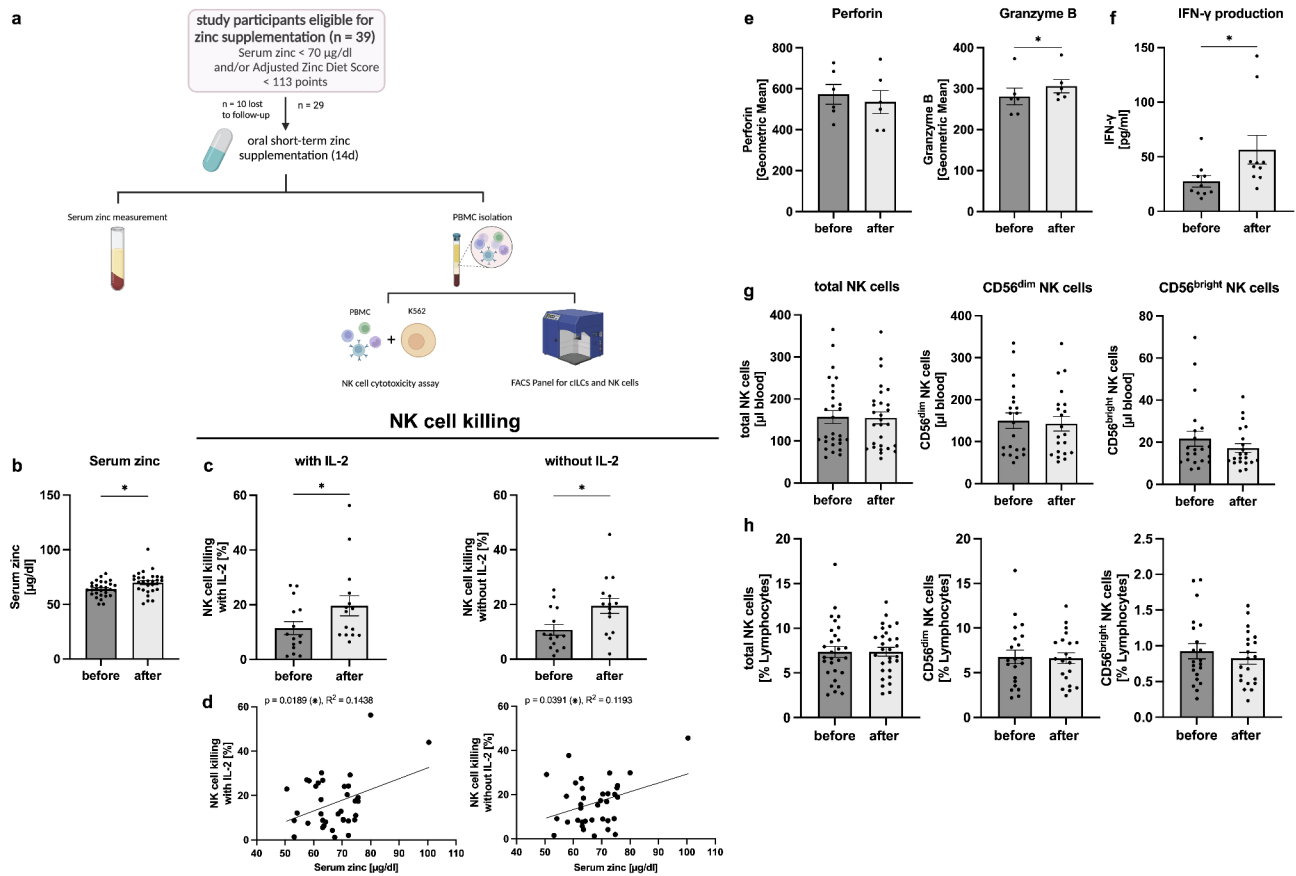 a
study participants eligible for
zinc supplementation (n = 39)
Serum zinc < 70 µg/dl
and/or Adjusted Zinc Diet Score
< 113 points
n = 10 lost
to follow-up
n = 29
oral short-term zinc
supplementation (14d)
Serum zinc measurement
PBMC isolation
PBMC
K562
+
NK cell cytotoxicity assay
FACS Panel for cILCs and NK cells
NK cell killing
b
Serum zinc
*
Serum zinc
[µg/dl]
150
100
50
0
before
after
c
with IL-2
*
NK cell killing
with IL-2 [%]
60
40
20
0
before
after
without IL-2
*
NK cell killing
without IL-2 [%]
60
40
20
0
before
after
d
p = 0.0189 (*), R² = 0.1438
NK cell killing
with IL-2 [%]
60
40
20
0
40 50 60 70 80 90 100 110
Serum zinc [µg/dl]
p = 0.0391 (*), R² = 0.1193
NK cell killing
without IL-2 [%]
60
40
20
0
40 50 60 70 80 90 100 110
Serum zinc [µg/dl]
e
Perforin
Perforin
[Geometric Mean]
800
600
400
200
0
before
after
Granzyme B
*
Granzyme B
[Geometric Mean]
400
300
200
100
0
before
after
f
IFN-γ production
*
IFN-γ
[pg/ml]
150
100
50
0
before
after
g
total NK cells
total NK cells
[µl blood]
400
300
200
100
0
before
after
CD56dim NK cells
CD56dim NK cells
[µl blood]
400
300
200
100
0
before
after
CD56bright NK cells
CD56bright NK cells
[µl blood]
80
60
40
20
0
before
after
h
total NK cells
[% Lymphocytes]
20
15
10
5
0
before
after
CD56dim NK cells
[% Lymphocytes]
20
15
10
5
0
before
after
CD56bright NK cells
[% Lymphocytes]
2.5
2.0
1.5
1.0
0.5
0.0
before
after